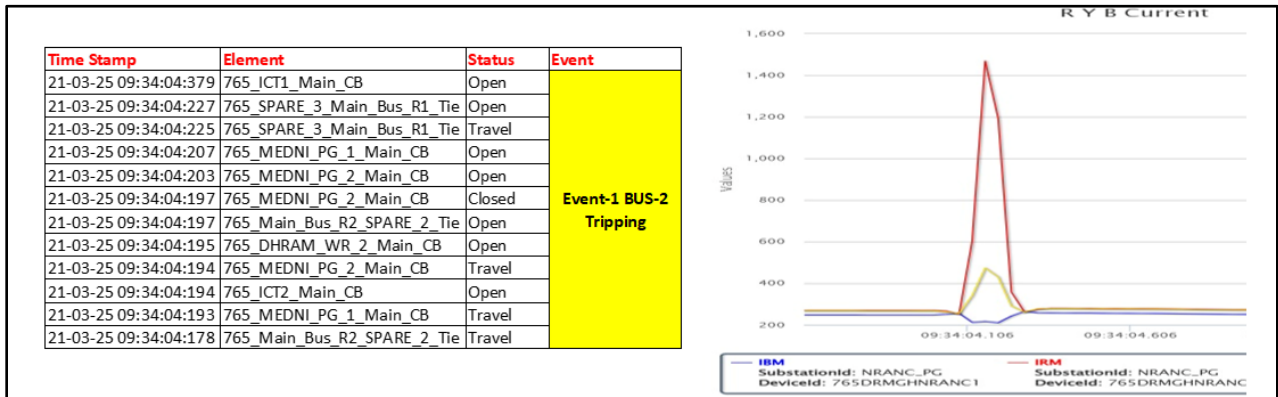 Time Stamp Element Status Event
21-03-25 09:34:04:379 765_ICT1_Main_CB Open
21-03-25 09:34:04:227 765_SPARE_3_Main_Bus_R1_Tie Open
21-03-25 09:34:04:225 765_SPARE_3_Main_Bus_R1_Tie Travel
21-03-25 09:34:04:207 765_MEDNI_PG_1_Main_CB Open
21-03-25 09:34:04:203 765_MEDNI_PG_2_Main_CB Open
21-03-25 09:34:04:197 765_MEDNI_PG_2_Main_CB Closed
21-03-25 09:34:04:197 765_Main_Bus_R2_SPARE_2_Tie Open
21-03-25 09:34:04:195 765_DHRAM_WR_2_Main_CB Open
21-03-25 09:34:04:194 765_MEDNI_PG_2_Main_CB Travel
21-03-25 09:34:04:194 765_ICT2_Main_CB Open
21-03-25 09:34:04:193 765_MEDNI_PG_1_Main_CB Travel
21-03-25 09:34:04:178 765_Main_Bus_R2_SPARE_2_Tie Travel
Event-1 BUS-2
Tripping
R Y B Current
1,600
1,400
1,200
1,000
800
600
400
200
Values
09:34:04.106 09:34:04.606
IBM
SubstationId: NRANC_PG
DeviceId: 765DRMGHNRANC1
IRM
SubstationId: NRANC_PG
DeviceId: 765DRMGHNRANC